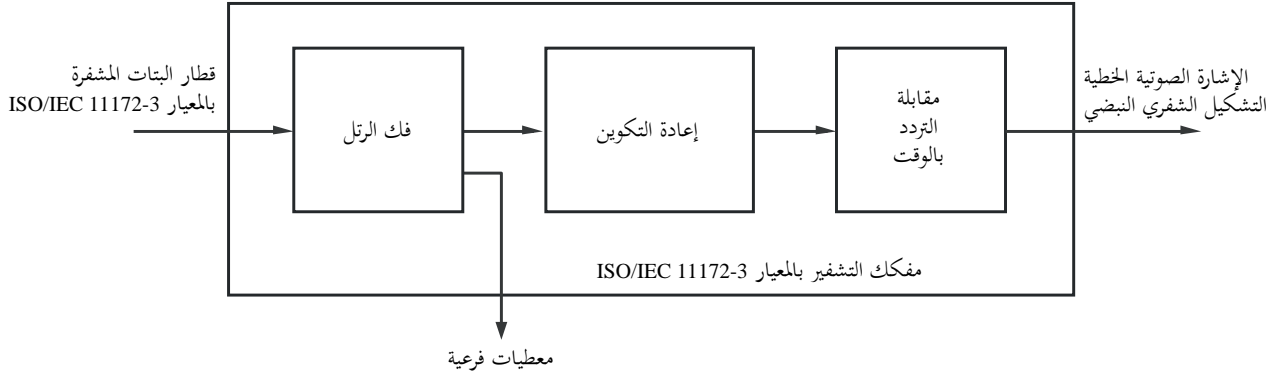 قطار البتات المشفرة
بالمعيار ISO/IEC 11172-3
فك الرتل
إعادة التكوين
مقابلة
التردد
بالوقت
الإشارة الصوتية الخطية
التشكيل الشفري النبضي
مفكك التشفير بالمعيار ISO/IEC 11172-3
معطيات فرعية